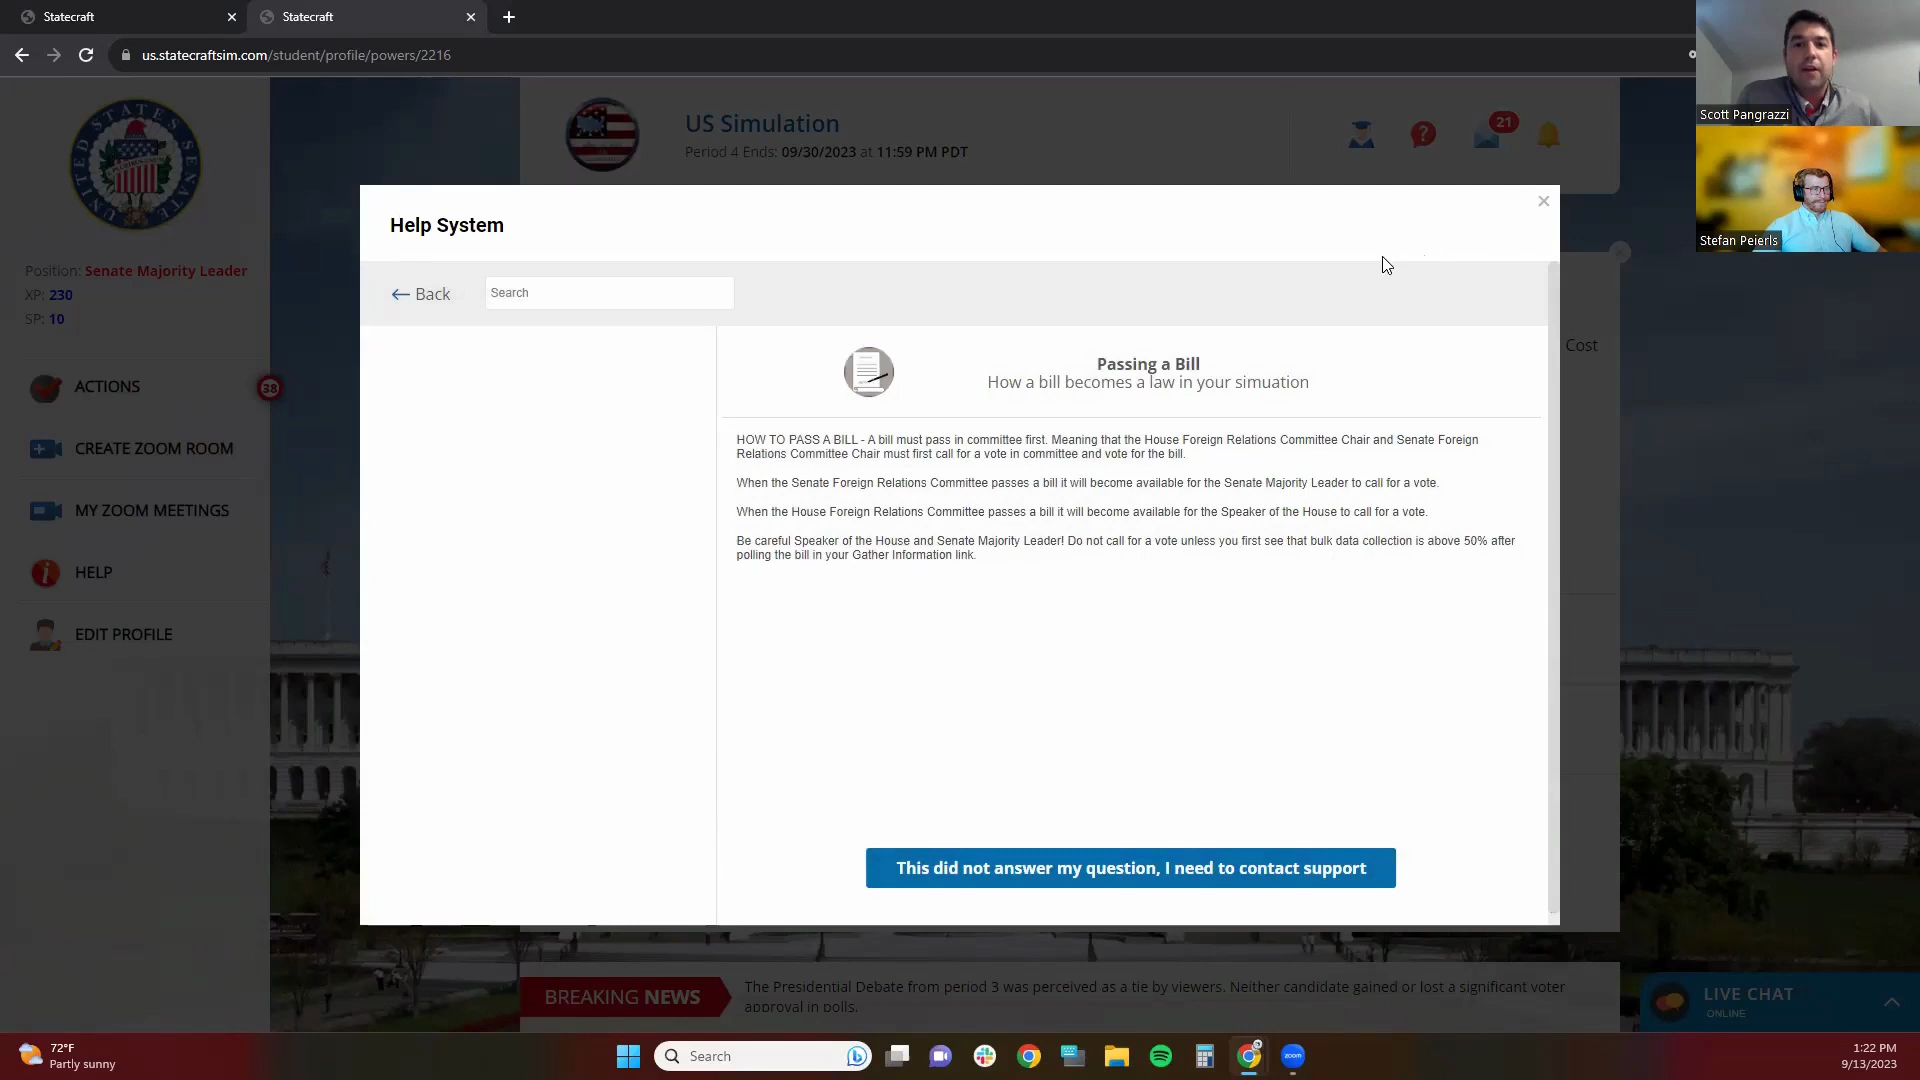 Statecraft
Statecraft
us.statecraftsim.com/student/profile/powers/2216
UNITED STATES SENATE
US Simulation
Period 4 Ends: 09/30/2023 at 11:59 PM PDT
21
Scott Pangrazzi
Stefan Peierls
Position: Senate Majority Leader
XP: 230
SP: 10
ACTIONS
38
CREATE ZOOM ROOM
MY ZOOM MEETINGS
HELP
EDIT PROFILE
Help System
Back
Search
Cost
Passing a Bill
How a bill becomes a law in your simuation
HOW TO PASS A BILL - A bill must pass in committee first. Meaning that the House Foreign Relations Committee Chair and Senate Foreign
Relations Committee Chair must first call for a vote in committee and vote for the bill.
When the Senate Foreign Relations Committee passes a bill it will become available for the Senate Majority Leader to call for a vote.
When the House Foreign Relations Committee passes a bill it will become available for the Speaker of the House to call for a vote.
Be careful Speaker of the House and Senate Majority Leader! Do not call for a vote unless you first see that bulk data collection is above 50% after
polling the bill in your Gather Information link.
This did not answer my question, I need to contact support
BREAKING NEWS
The Presidential Debate from period 3 was perceived as a tie by viewers. Neither candidate gained or lost a significant voter
approval in polls.
LIVE CHAT
ONLINE
72°F
Partly sunny
Search
zoom
1:22 PM
9/13/2023